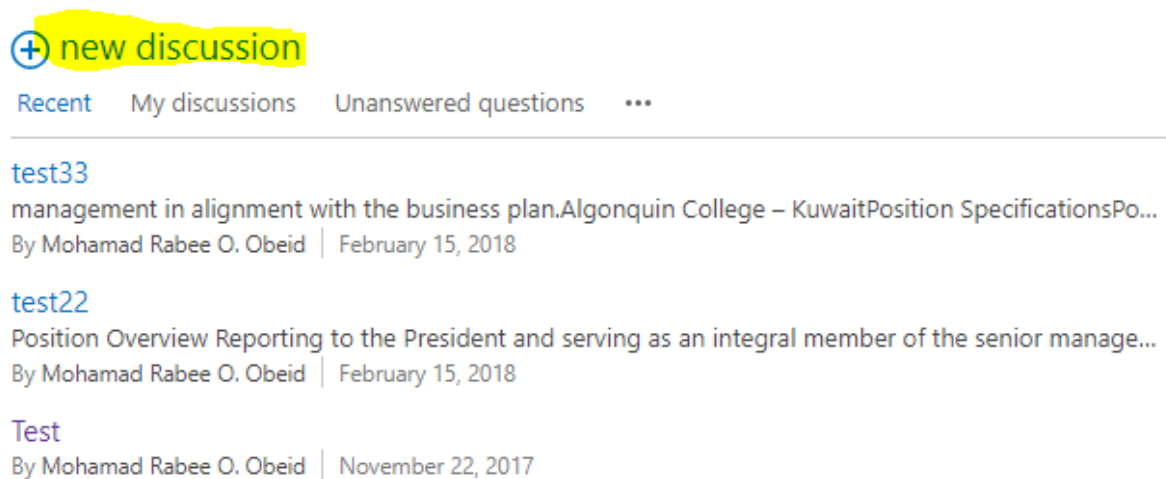 new discussion
Recent My discussions Unanswered questions •••
test33
management in alignment with the business plan.Algonquin College – KuwaitPosition SpecificationsPo...
By Mohamad Rabee O. Obeid | February 15, 2018
test22
Position Overview Reporting to the President and serving as an integral member of the senior manage...
By Mohamad Rabee O. Obeid | February 15, 2018
Test
By Mohamad Rabee O. Obeid | November 22, 2017